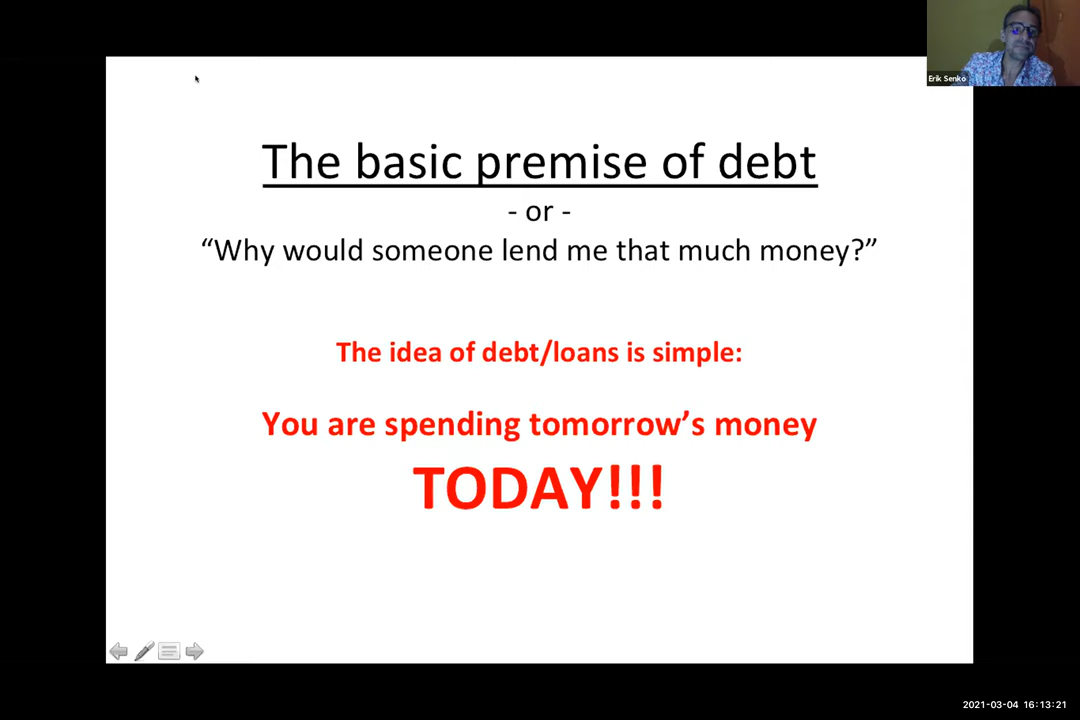 Erik Senko
The basic premise of debt
- or -
“Why would someone lend me that much money?”
The idea of debt/loans is simple:
You are spending tomorrow’s money
TODAY!!!
2021-03-04 16:13:21